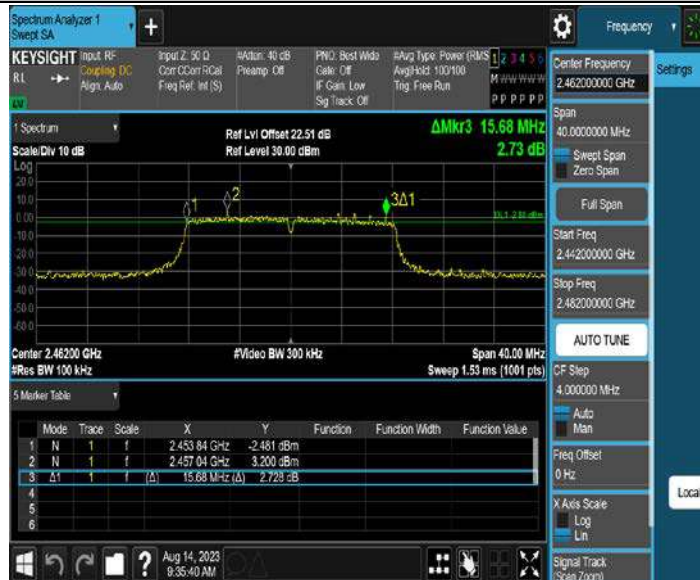 Spectrum Analyzer 1
Swept SA
+
Frequency
KEYSIGHT
RL
Input: RF
Coupling: DC
Align: Auto
Input Z: 50 Ω
Corr CCorr RCal
Freq Ref: Int (S)
#Atten: 40 dB
Preamp: Off
PNO: Best Wide
Gate: Off
IF Gain: Low
Sig Track: Off
#Avg Type: Power (RMS
Avg|Hold: 100/100
Trig: Free Run
1 2 3 4 5 6
M W W W W W
P P P P P P
LW
1 Spectrum
Scale/Div 10 dB
Ref Lvl Offset 22.51 dB
Ref Level 30.00 dBm
ΔMkr3 15.68 MHz
2.73 dB
Log
20.0
10.0
0.00
-10.0
-20.0
-30.0
-40.0
-50.0
-60.0
1
2
3Δ1
Center 2.46200 GHz
#Res BW 100 kHz
#Video BW 300 kHz
Span 40.00 MHz
Sweep 1.53 ms (1001 pts)
5 Marker Table
Mode Trace Scale X Y Function Function Width Function Value
1 N 1 f 2.453 84 GHz -2.481 dBm
2 N 1 f 2.457 04 GHz 3.200 dBm
3 Δ1 1 f (Δ) 15.68 MHz (Δ) 2.728 dB
4
5
6
?
Aug 14, 2023
9:35:40 AM
Center Frequency
2.462000000 GHz
Span
40.0000000 MHz
Swept Span
Zero Span
Full Span
Start Freq
2.442000000 GHz
Stop Freq
2.482000000 GHz
AUTO TUNE
CF Step
4.000000 MHz
Auto
Man
Freq Offset
0 Hz
X Axis Scale
Log
Lin
Signal Track
(Span Zoom)
Settings
Local